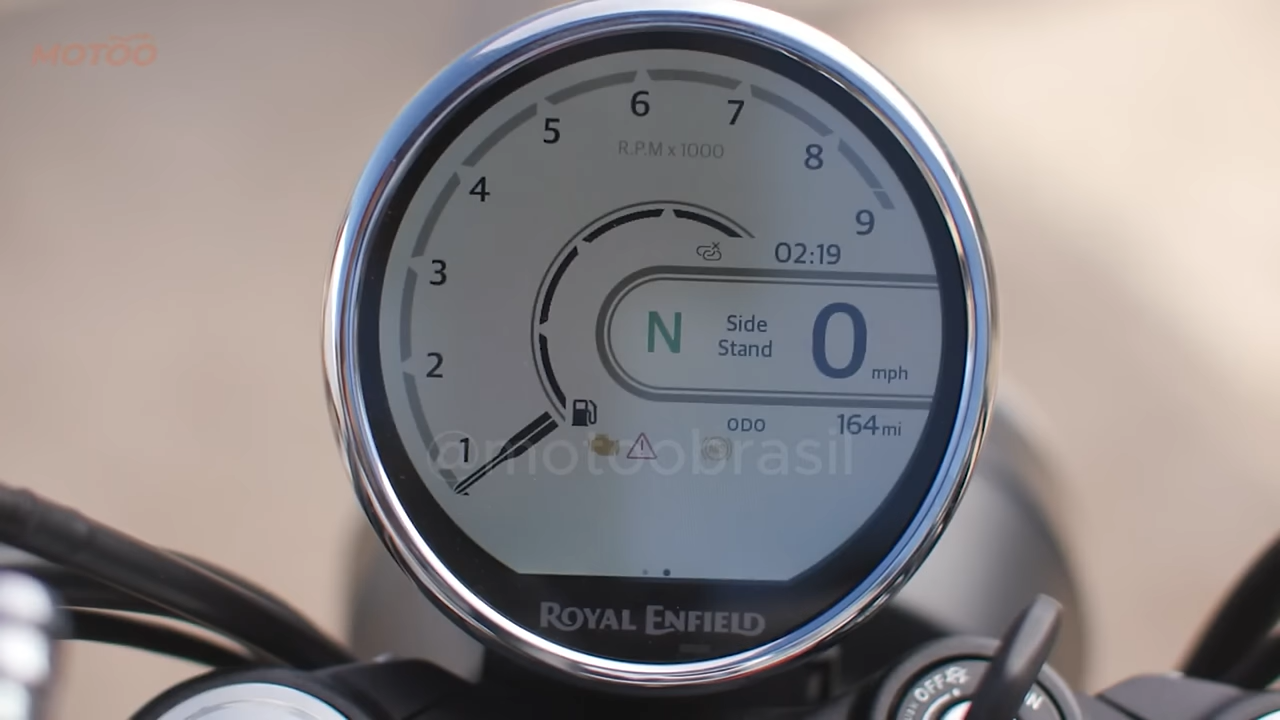 MOTOO
6
5
7
R.P.M x 1000
8
4
9
02:19
3
N
Side
Stand
0
mph
2
ODO
164 mi
1
@motoobrasil
ROYAL ENFIELD
OFF